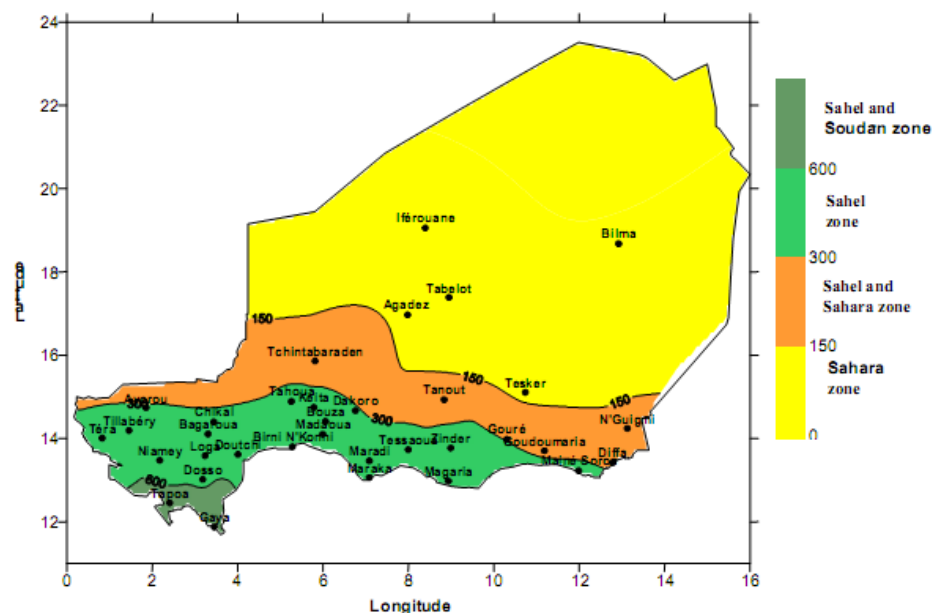 24
22
20
18
16
14
12
0
2
4
6
8
10
12
14
16
Longitude
Iférouane
Bilma
Tabelot
Agadez
150
Tchintabaraden
150
Tesker
Tanout
150
Ayarou
300
Tahoua
Keita
Dakoro
Bouza
300
N'Guigmi
Tillabéry
Chikal
Madaoua
Téra
Bagaroua
Birni N'Konni
Tessaoua
Zinder
Gouré
Goudoumaria
Niamey
Loga
Doutchi
Maradi
Diffa
Maïné Soroa
Dosso
Maraka
Magaria
600
Tapoa
Gaya
Sahel and
Soudan zone
600
Sahel
zone
300
Sahel and
Sahara zone
150
Sahara
zone
0